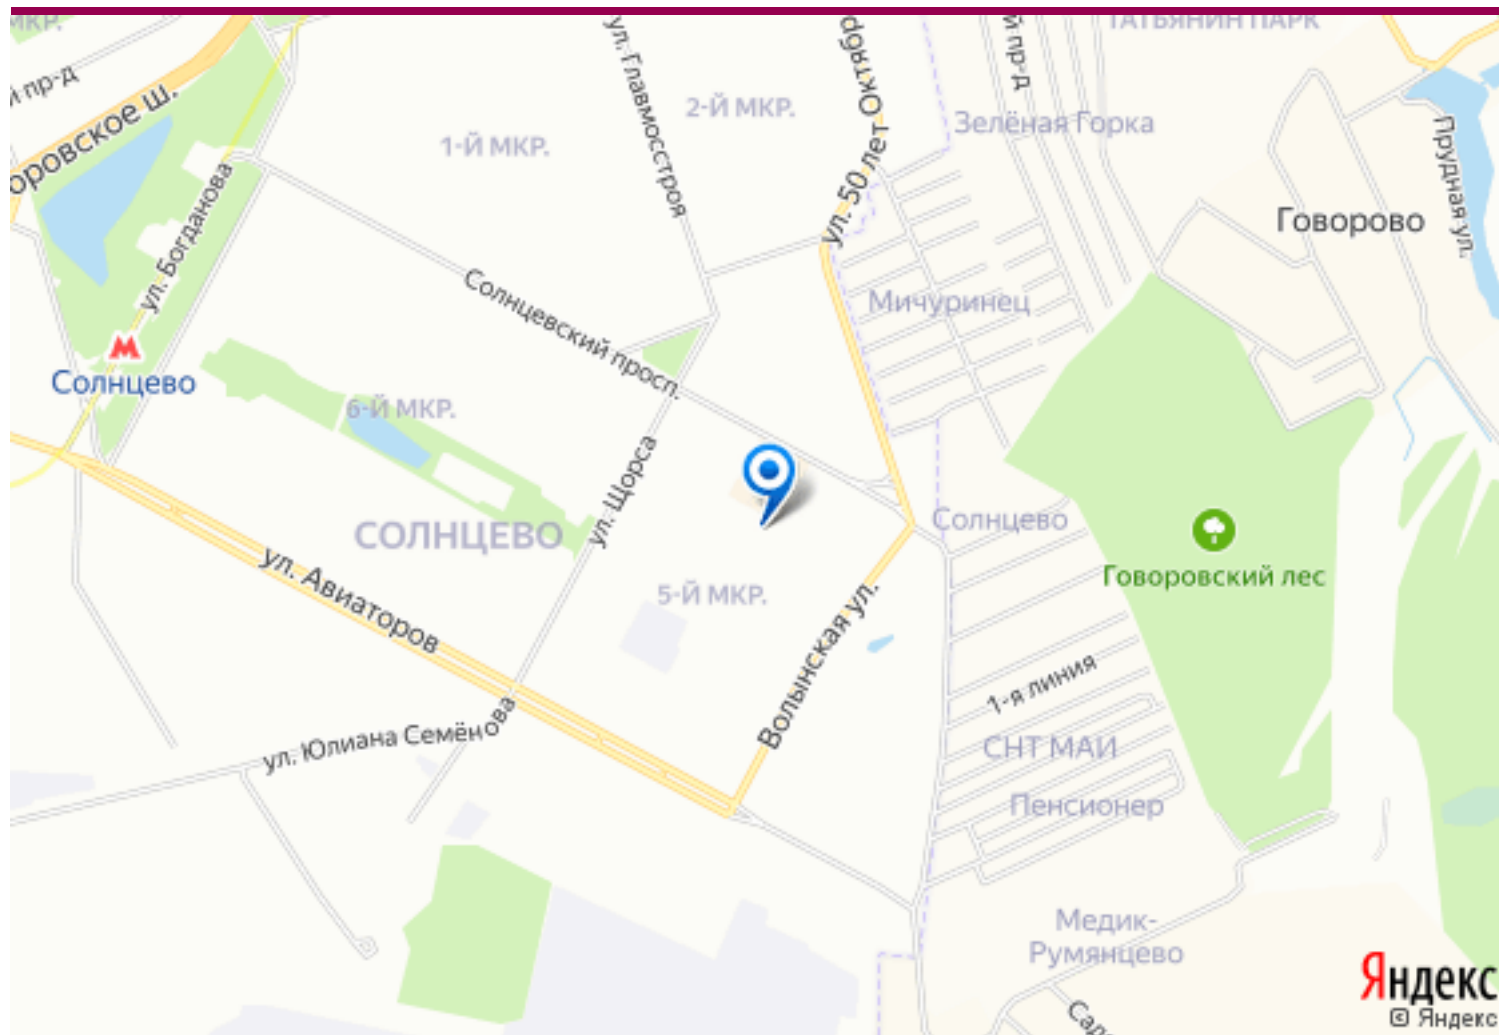 МКР.
й пр-д
оровское ш.
ул. Богданова
Солнцево
1-Й МКР.
2-Й МКР.
ул. Главмосстроя
ул. 50 лет Октябр
й пр-д
ТАТЬЯНИН ПАРК
Зелёная Горка
Говорово
Прудная ул.
Мичуринец
Солнцевский просп.
6-Й МКР.
ул. Щорса
СОЛНЦЕВО
Солнцево
Говоровский лес
ул. Авиаторов
5-Й МКР.
Волынская ул.
1-я линия
ул. Юлиана Семёнова
СНТ МАИ
Пенсионер
Медик-
Румянцево
Сад
Яндекс
© Яндекс